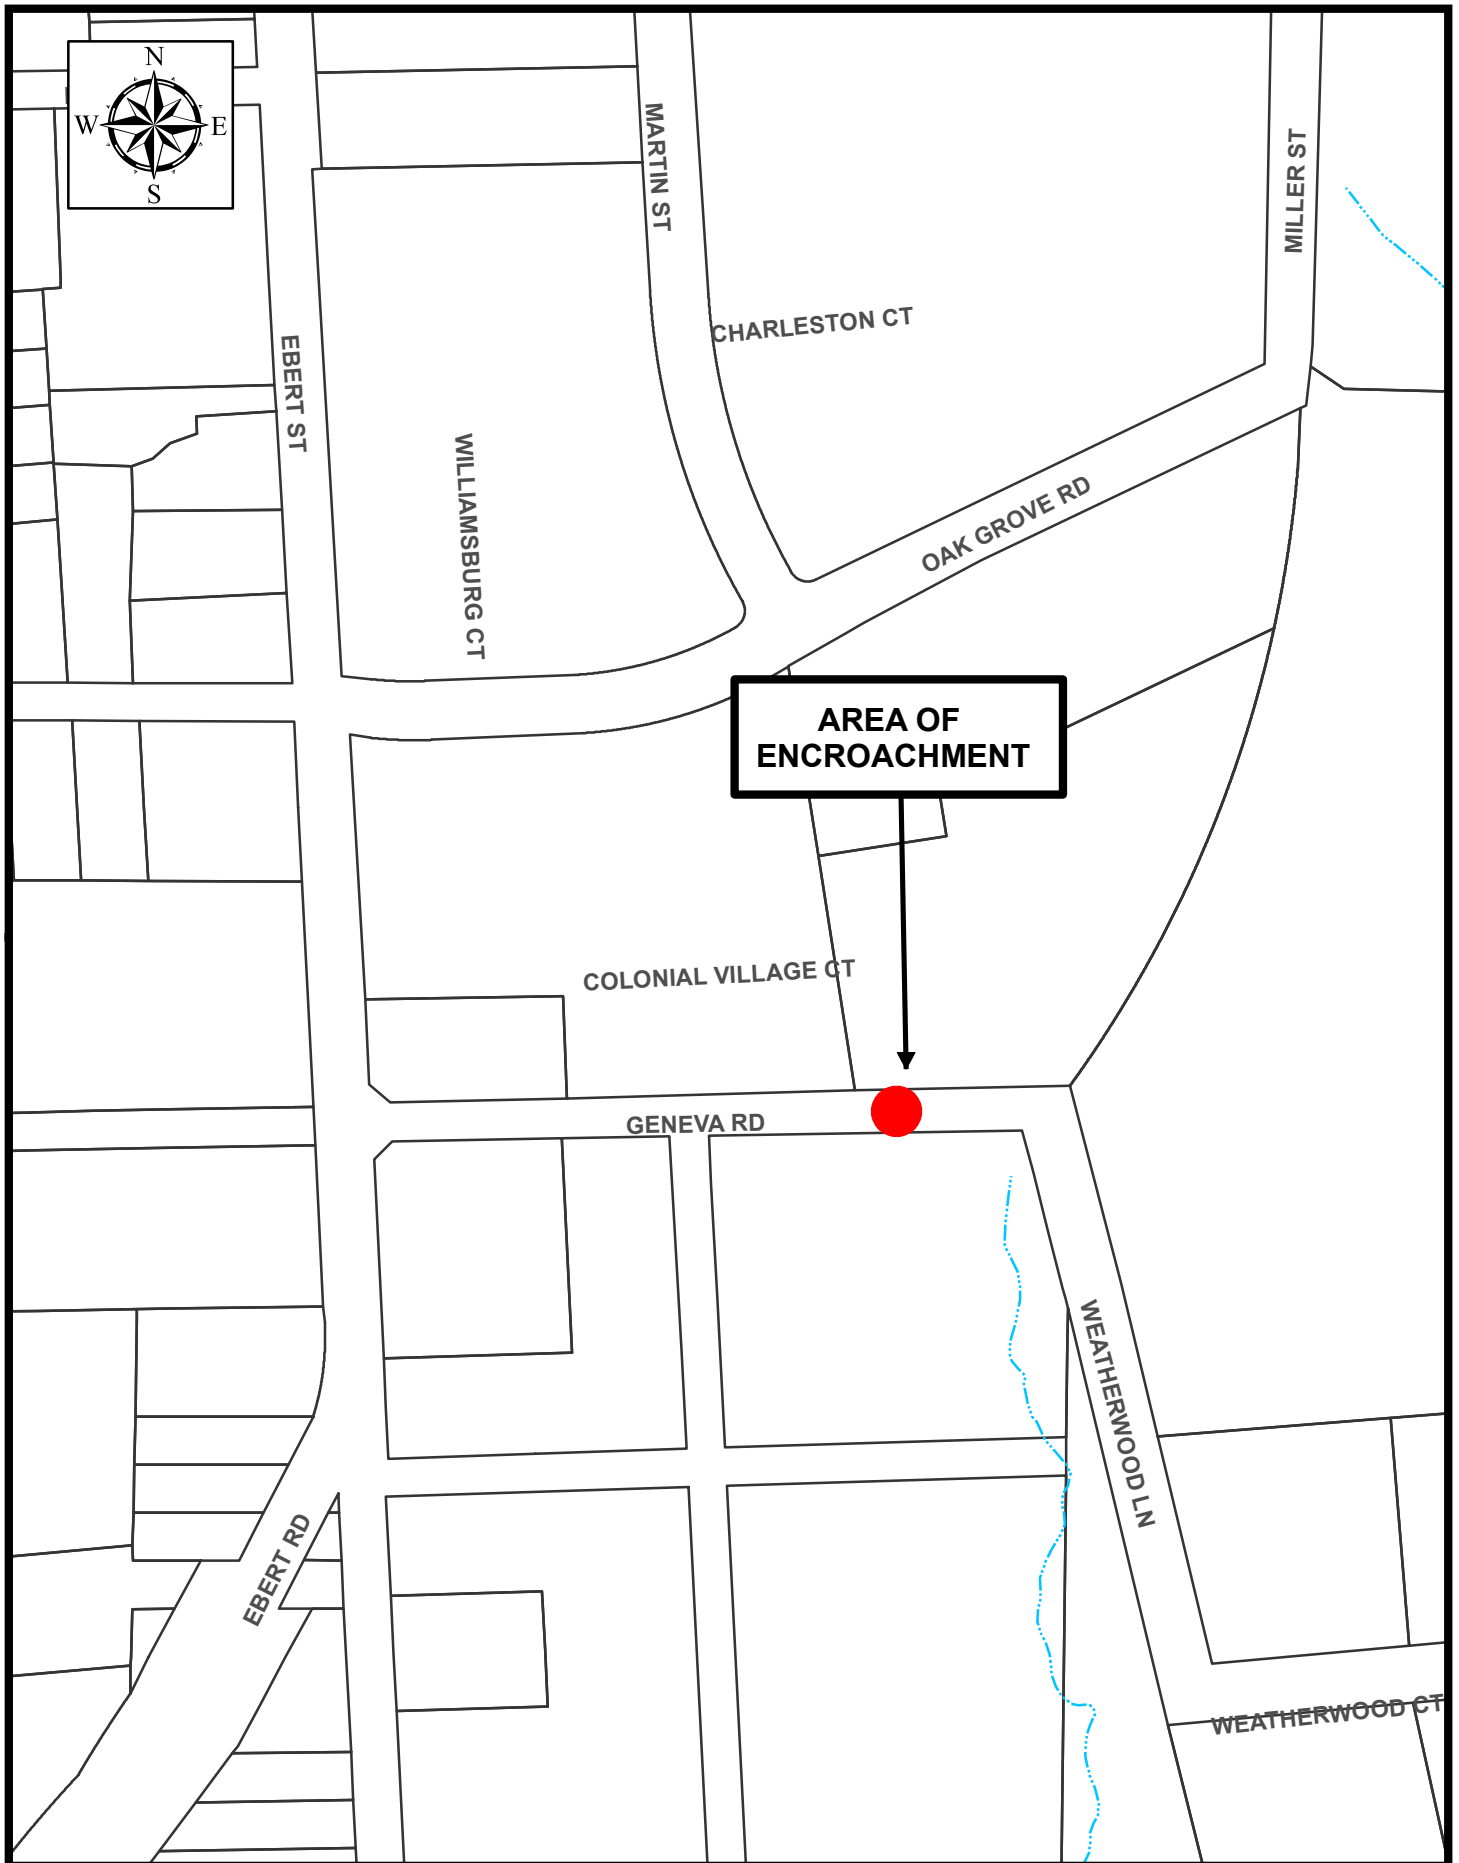 N
W
E
S
MARTIN ST
MILLER ST
CHARLESTON CT
EBERT ST
WILLIAMSBURG CT
OAK GROVE RD
AREA OF
ENCROACHMENT
COLONIAL VILLAGE CT
GENEVA RD
WEATHERWOOD LN
EBERT RD
WEATHERWOOD CT